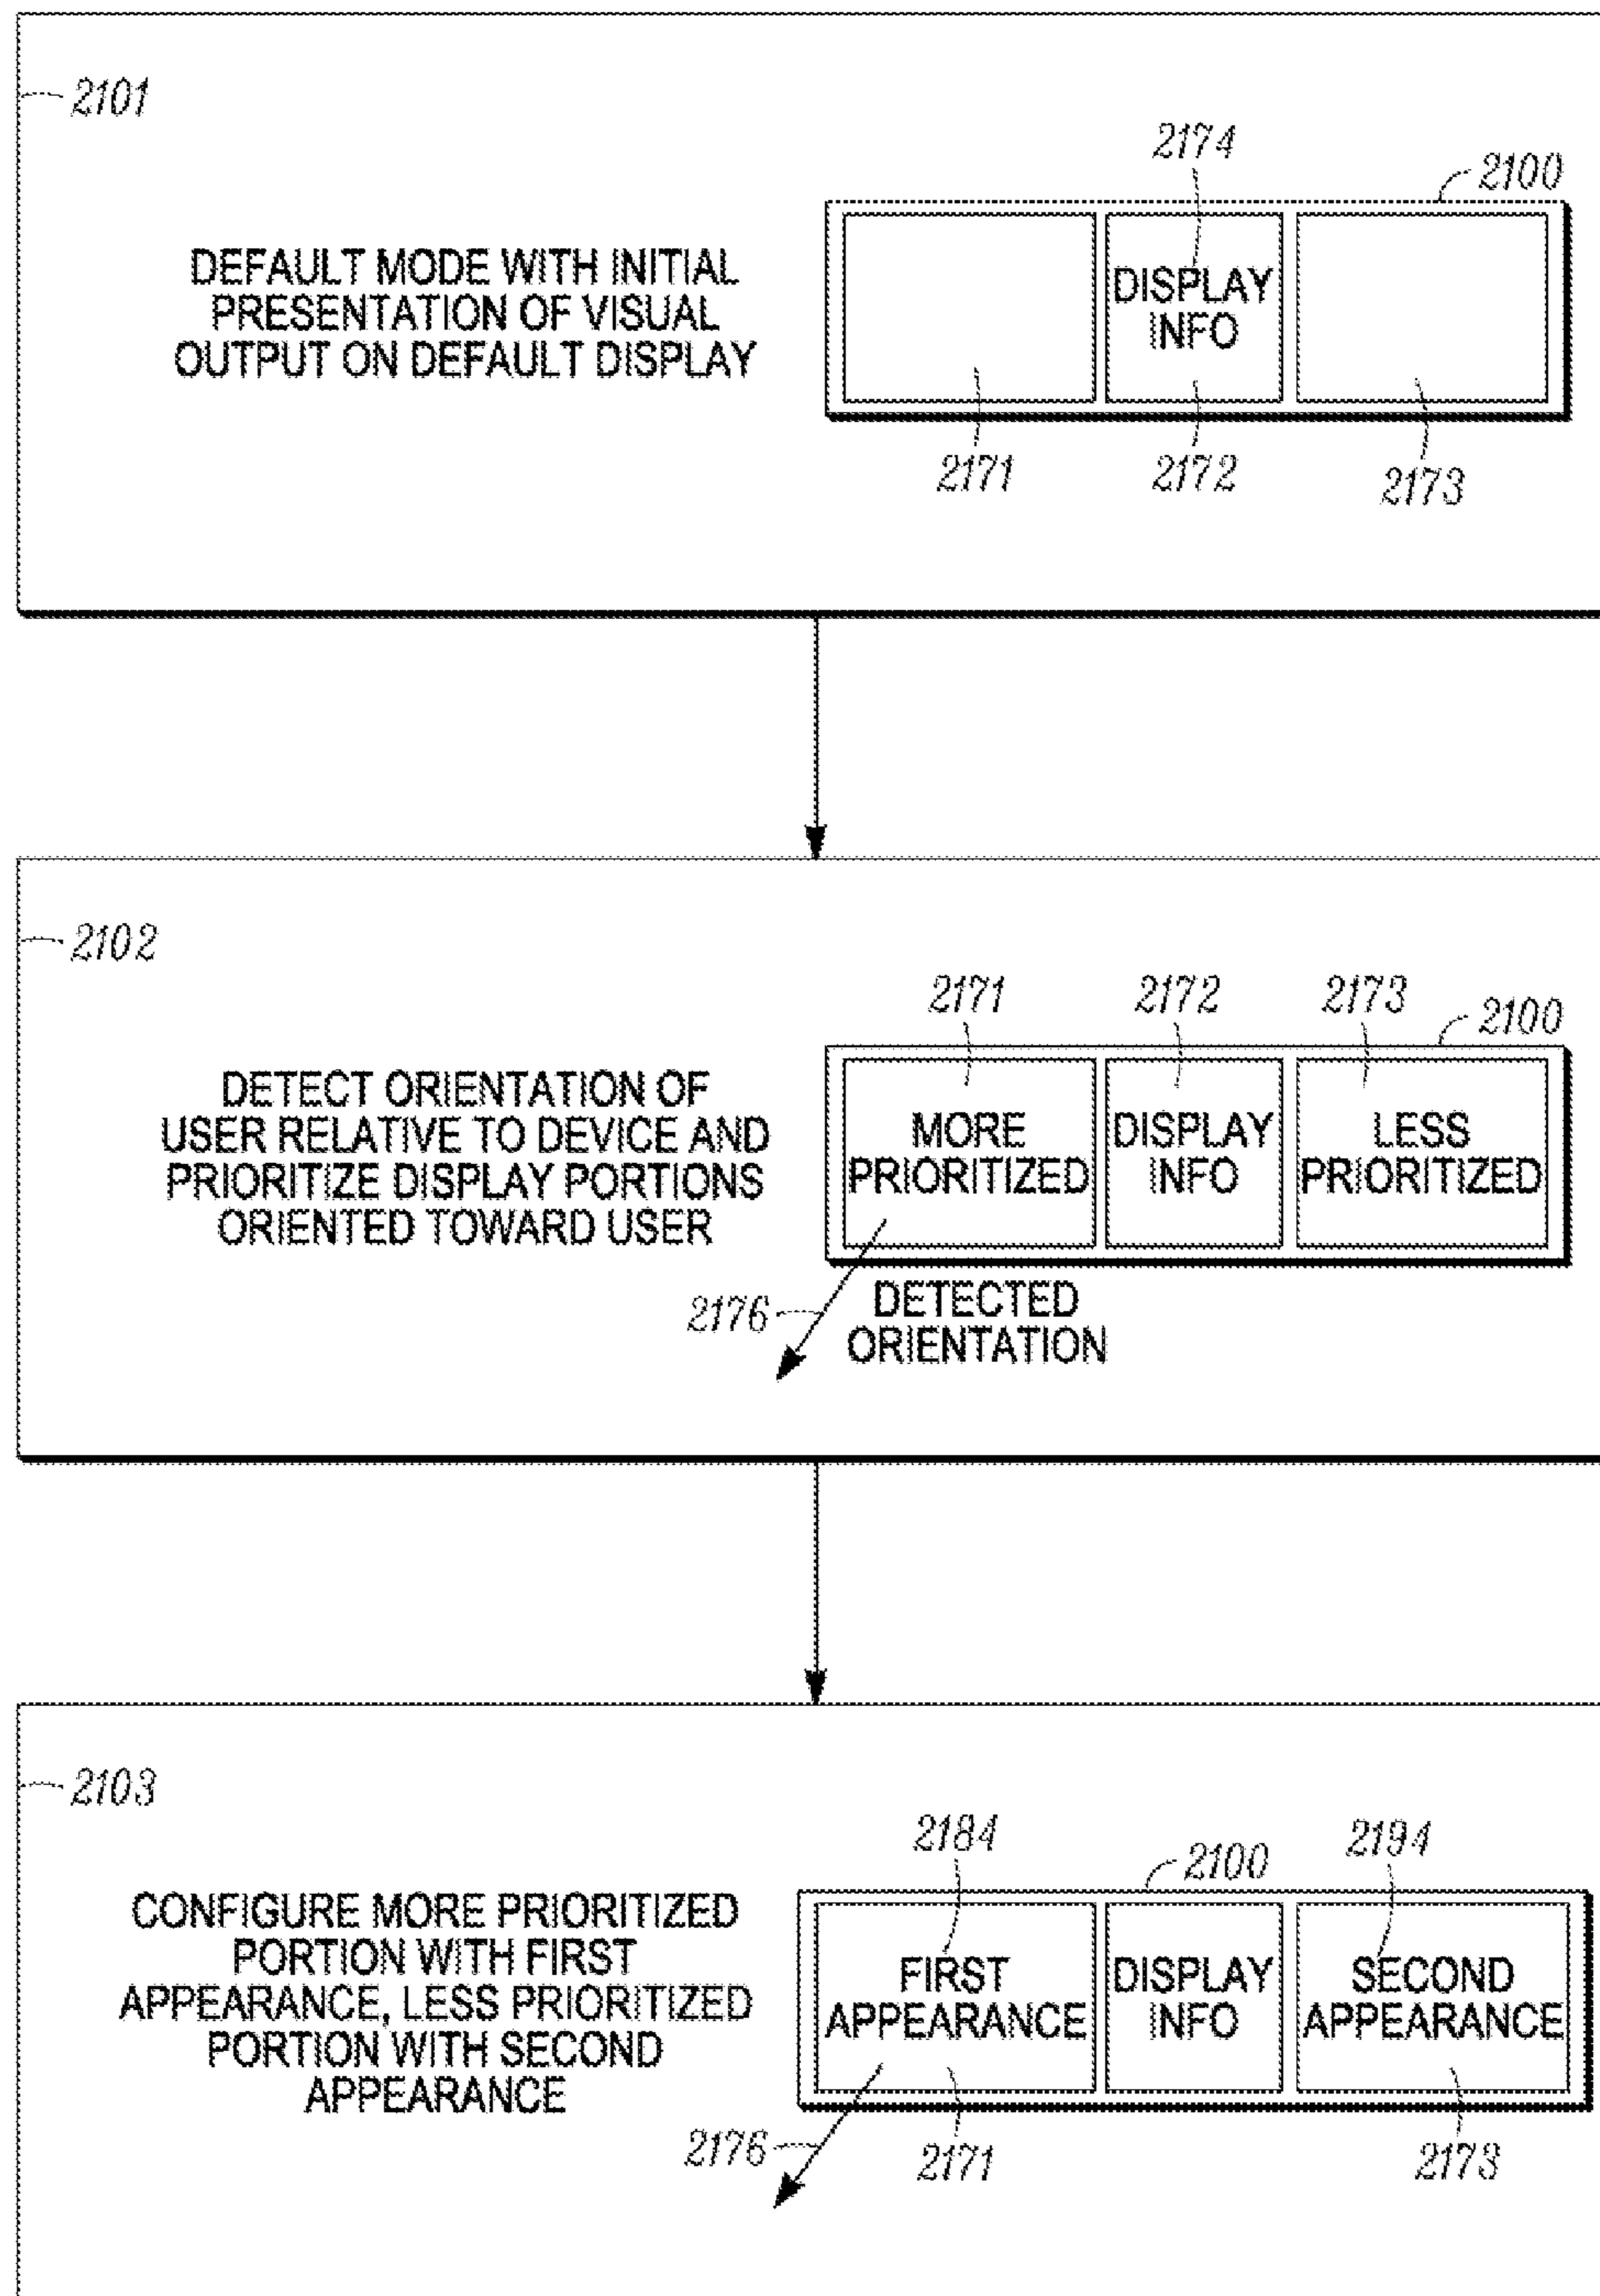 2101
2174
2100
DEFAULT MODE WITH INITIAL
PRESENTATION OF VISUAL
OUTPUT ON DEFAULT DISPLAY
DISPLAY
INFO
2171
2172
2173
2102
2171
2172
2173
2100
DETECT ORIENTATION OF
USER RELATIVE TO DEVICE AND
PRIORITIZE DISPLAY PORTIONS
ORIENTED TOWARD USER
MORE
PRIORITIZED
DISPLAY
INFO
LESS
PRIORITIZED
2176
DETECTED
ORIENTATION
2103
2184
2100
2194
CONFIGURE MORE PRIORITIZED
PORTION WITH FIRST
APPEARANCE, LESS PRIORITIZED
PORTION WITH SECOND
APPEARANCE
FIRST
APPEARANCE
DISPLAY
INFO
SECOND
APPEARANCE
2176
2171
2173